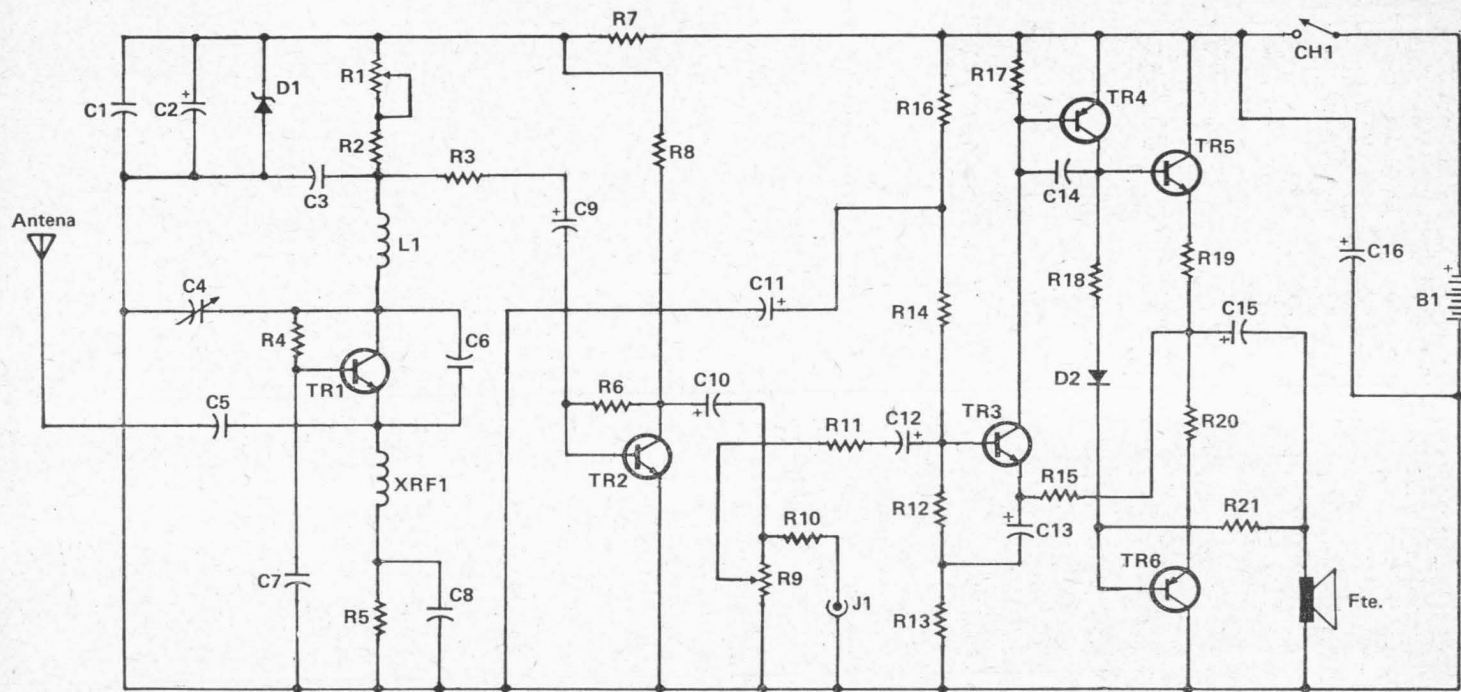 R7
CH1
R1
D1
C1
C2
R17
TR4
R16
R2
R3
R8
TR5
C3
C14
Antena
C9
L1
R19
C16
C11
R18
C4
R14
B1
C15
R4
C6
TR1
D2
R6
C10
C5
TR3
R11
C12
R20
TR2
XRF1
R15
R12
R21
R10
C13
C7
C8
R9
TR6
J1
Fte.
R5
R13
+
+
+
+
+
+
+
+
+